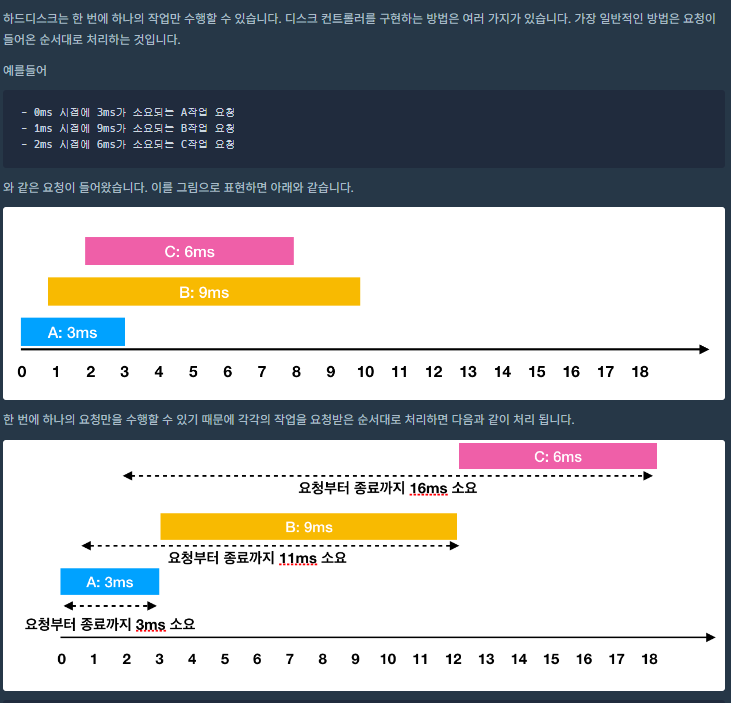 하드디스크는 한 번에 하나의 작업만 수행할 수 있습니다. 디스크 컨트롤러를 구현하는 방법은 여러 가지가 있습니다. 가장 일반적인 방법은 요청이
들어온 순서대로 처리하는 것입니다.
예를들어
- 0ms 시점에 3ms가 소요되는 A작업 요청
- 1ms 시점에 9ms가 소요되는 B작업 요청
- 2ms 시점에 6ms가 소요되는 C작업 요청
와 같은 요청이 들어왔습니다. 이를 그림으로 표현하면 아래와 같습니다.
C: 6ms
B: 9ms
A: 3ms
0 1 2 3 4 5 6 7 8 9 10 11 12 13 14 15 16 17 18
한 번에 하나의 요청만을 수행할 수 있기 때문에 각각의 작업을 요청받은 순서대로 처리하면 다음과 같이 처리 됩니다.
C: 6ms
요청부터 종료까지 16ms 소요
B: 9ms
요청부터 종료까지 11ms 소요
A: 3ms
요청부터 종료까지 3ms 소요
0 1 2 3 4 5 6 7 8 9 10 11 12 13 14 15 16 17 18